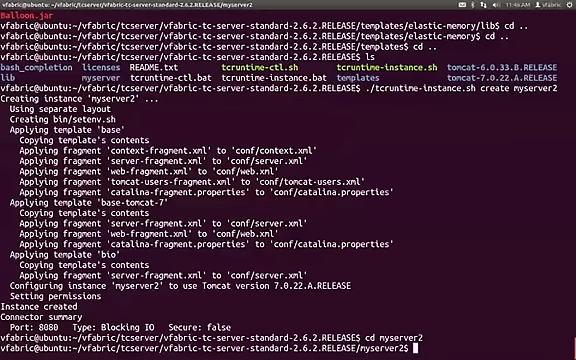 vfabric@ubuntu: ~/vfabric/tcserver/vfabric-tc-server-standard-2.6.2.RELEASE/myserver2
11:46 AM vfabric
Balloon.jar
vfabric@ubuntu:~/vfabric/tcserver/vfabric-tc-server-standard-2.6.2.RELEASE/templates/elastic-memory/lib$ cd ..
vfabric@ubuntu:~/vfabric/tcserver/vfabric-tc-server-standard-2.6.2.RELEASE/templates/elastic-memory$ cd ..
vfabric@ubuntu:~/vfabric/tcserver/vfabric-tc-server-standard-2.6.2.RELEASE/templates$ cd ..
vfabric@ubuntu:~/vfabric/tcserver/vfabric-tc-server-standard-2.6.2.RELEASE$ ls
bash_completion licenses README.txt tcruntime-ctl.sh tcruntime-instance.sh tomcat-6.0.33.B.RELEASE
lib myserver tcruntime-ctl.bat tcruntime-instance.bat templates tomcat-7.0.22.A.RELEASE
vfabric@ubuntu:~/vfabric/tcserver/vfabric-tc-server-standard-2.6.2.RELEASE$ ./tcruntime-instance.sh create myserver2
Creating instance 'myserver2' ...
Using separate layout
Creating bin/setenv.sh
Applying template 'base'
Copying template's contents
Applying fragment 'context-fragment.xml' to 'conf/context.xml'
Applying fragment 'server-fragment.xml' to 'conf/server.xml'
Applying fragment 'web-fragment.xml' to 'conf/web.xml'
Applying fragment 'tomcat-users-fragment.xml' to 'conf/tomcat-users.xml'
Applying fragment 'catalina-fragment.properties' to 'conf/catalina.properties'
Applying template 'base-tomcat-7'
Copying template's contents
Applying fragment 'server-fragment.xml' to 'conf/server.xml'
Applying fragment 'web-fragment.xml' to 'conf/web.xml'
Applying fragment 'catalina-fragment.properties' to 'conf/catalina.properties'
Applying template 'bio'
Copying template's contents
Applying fragment 'server-fragment.xml' to 'conf/server.xml'
Configuring instance 'myserver2' to use Tomcat version 7.0.22.A.RELEASE
Setting permissions
Instance created
Connector summary
Port: 8080 Type: Blocking IO Secure: false
vfabric@ubuntu:~/vfabric/tcserver/vfabric-tc-server-standard-2.6.2.RELEASE$ cd myserver2
vfabric@ubuntu:~/vfabric/tcserver/vfabric-tc-server-standard-2.6.2.RELEASE/myserver2$